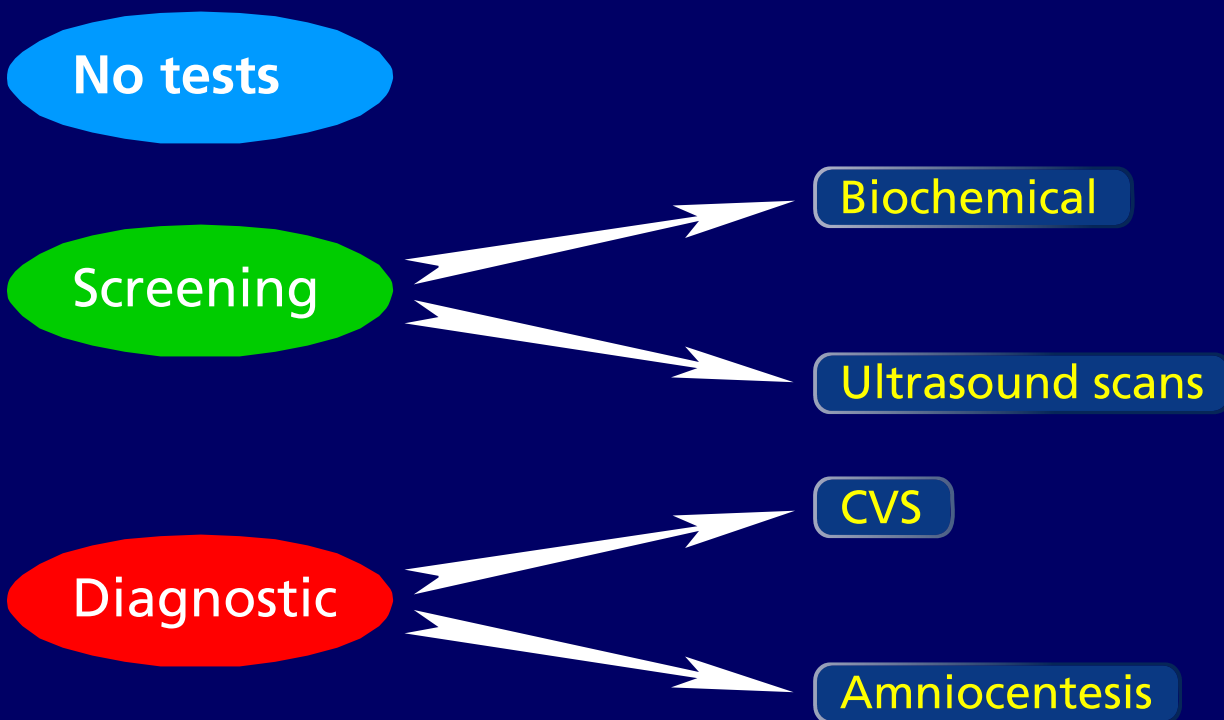 No tests
Screening
Biochemical
Ultrasound scans
Diagnostic
CVS
Amniocentesis